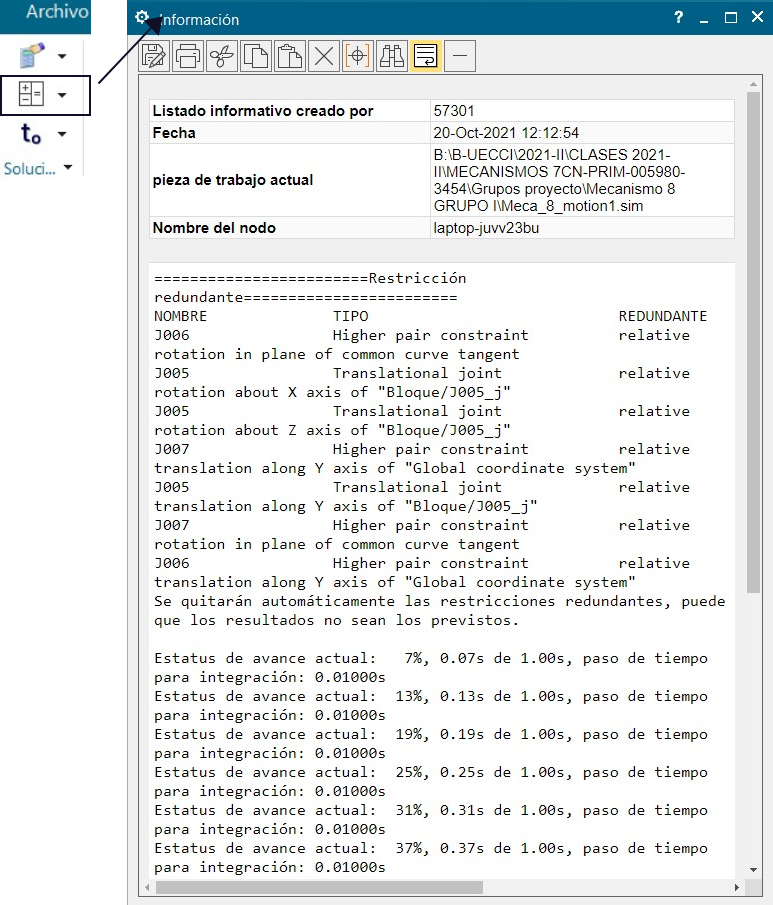 Archivo
Soluci...
Información
Listado informativo creado por 57301
Fecha 20-Oct-2021 12:12:54
pieza de trabajo actual B:\B-UECCI\2021-II\CLASES 2021-
II\MECANISMOS 7CN-PRIM-005980-
3454\Grupos proyecto\Mecanismo 8
GRUPO I\Meca_8_motion1.sim
Nombre del nodo laptop-juvv23bu
========================Restricción
redundante========================
NOMBRE TIPO REDUNDANTE
J006 Higher pair constraint relative
rotation in plane of common curve tangent
J005 Translational joint relative
rotation about X axis of "Bloque/J005_j"
J005 Translational joint relative
rotation about Z axis of "Bloque/J005_j"
J007 Higher pair constraint relative
translation along Y axis of "Global coordinate system"
J005 Translational joint relative
translation along Y axis of "Bloque/J005_j"
J007 Higher pair constraint relative
rotation in plane of common curve tangent
J006 Higher pair constraint relative
translation along Y axis of "Global coordinate system"
Se quitarán automáticamente las restricciones redundantes, puede
que los resultados no sean los previstos.
Estatus de avance actual: 7%, 0.07s de 1.00s, paso de tiempo
para integración: 0.01000s
Estatus de avance actual: 13%, 0.13s de 1.00s, paso de tiempo
para integración: 0.01000s
Estatus de avance actual: 19%, 0.19s de 1.00s, paso de tiempo
para integración: 0.01000s
Estatus de avance actual: 25%, 0.25s de 1.00s, paso de tiempo
para integración: 0.01000s
Estatus de avance actual: 31%, 0.31s de 1.00s, paso de tiempo
para integración: 0.01000s
Estatus de avance actual: 37%, 0.37s de 1.00s, paso de tiempo
para integración: 0.01000s